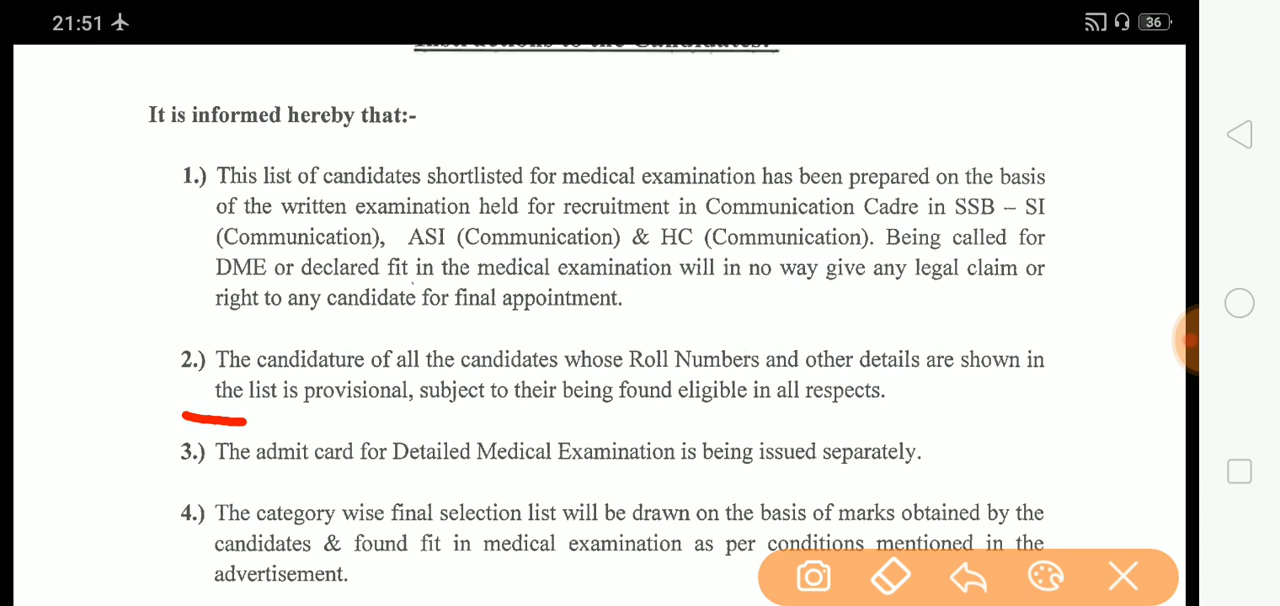 21:51
36
Instructions to the Candidates:
It is informed hereby that:-
1.) This list of candidates shortlisted for medical examination has been prepared on the basis
of the written examination held for recruitment in Communication Cadre in SSB – SI
(Communication), ASI (Communication) & HC (Communication). Being called for
DME or declared fit in the medical examination will in no way give any legal claim or
right to any candidate for final appointment.
2.) The candidature of all the candidates whose Roll Numbers and other details are shown in
the list is provisional, subject to their being found eligible in all respects.
3.) The admit card for Detailed Medical Examination is being issued separately.
4.) The category wise final selection list will be drawn on the basis of marks obtained by the
candidates & found fit in medical examination as per conditions mentioned in the
advertisement.